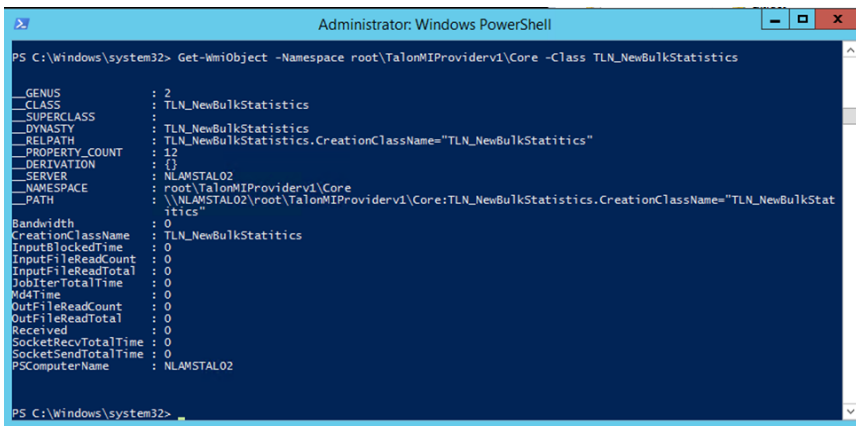 Administrator: Windows PowerShell
PS C:\Windows\system32> Get-WmiObject -Namespace root\TalonMIProviderv1\Core -Class TLN_NewBulkStatistics
__GENUS : 2
__CLASS : TLN_NewBulkStatistics
__SUPERCLASS :
__DYNASTY : TLN_NewBulkStatistics
__RELPATH : TLN_NewBulkStatistics.CreationClassName="TLN_NewBulkStatitics"
__PROPERTY_COUNT : 12
__DERIVATION : {}
__SERVER : NLAMSTAL02
__NAMESPACE : root\TalonMIProviderv1\Core
__PATH : \\NLAMSTAL02\root\TalonMIProviderv1\Core:TLN_NewBulkStatistics.CreationClassName="TLN_NewBulkStat
itics"
Bandwidth : 0
CreationClassName : TLN_NewBulkStatitics
InputBlockedTime : 0
InputFileReadCount : 0
InputFileReadTotal : 0
JobIterTotalTime : 0
Md4Time : 0
OutFileReadCount : 0
OutFileReadTotal : 0
Received : 0
SocketRecvTotalTime : 0
SocketSendTotalTime : 0
PSComputerName : NLAMSTAL02
PS C:\Windows\system32>